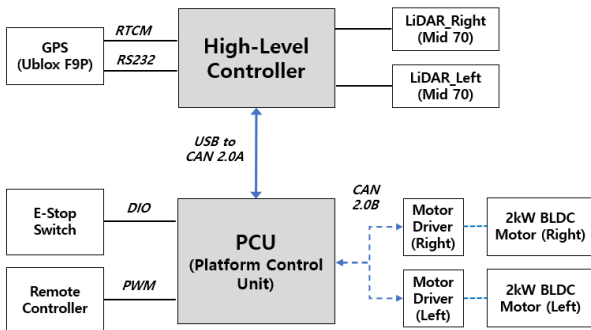 GPS
(Ublox F9P)
RTCM
RS232
High-Level
Controller
LiDAR_Right
(Mid 70)
LiDAR_Left
(Mid 70)
USB to
CAN 2.0A
E-Stop
Switch
DIO
Remote
Controller
PWM
PCU
(Platform Control
Unit)
CAN
2.0B
Motor
Driver
(Right)
2kW BLDC
Motor (Right)
Motor
Driver
(Left)
2kW BLDC
Motor (Left)